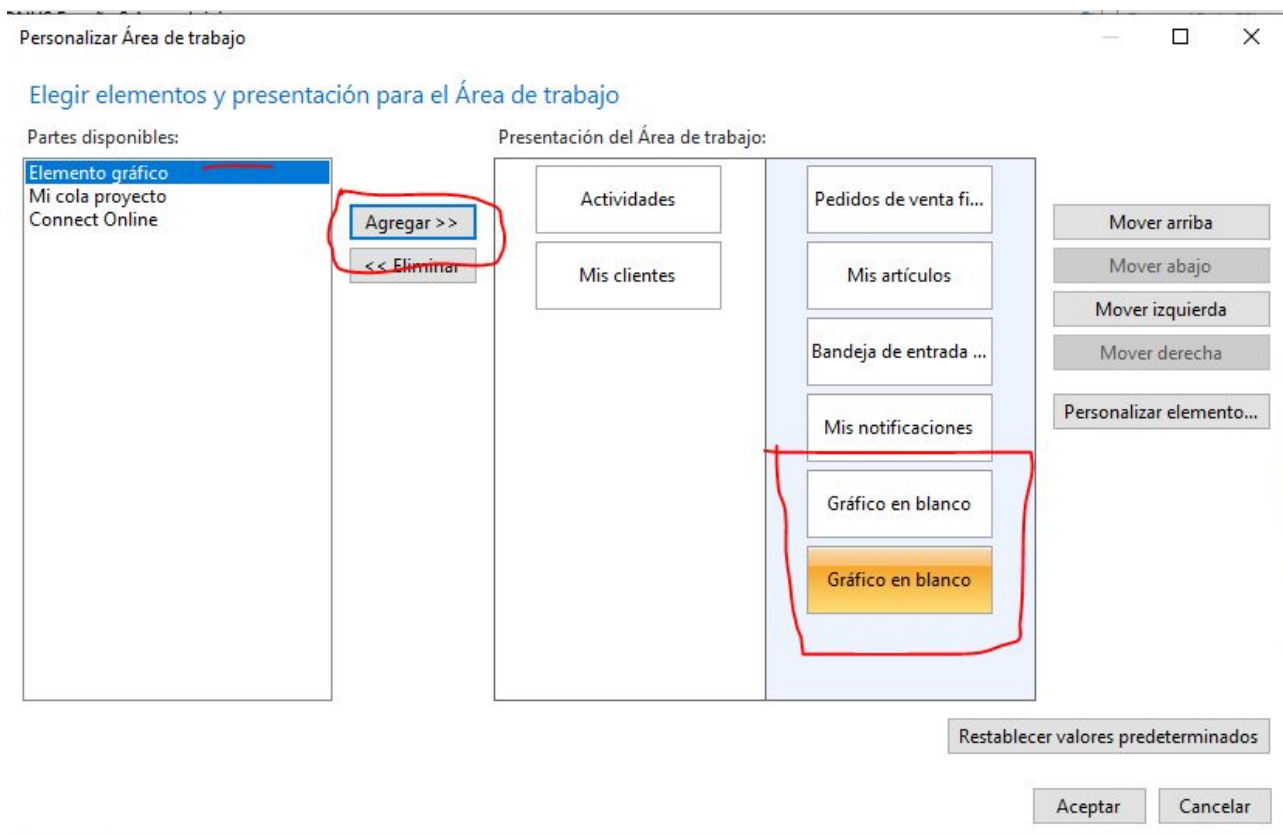 Personalizar Área de trabajo
Elegir elementos y presentación para el Área de trabajo
Partes disponibles:
Presentación del Área de trabajo:
Elemento gráfico
Mi cola proyecto
Connect Online
Agregar >>
<< Eliminar
Actividades
Mis clientes
Pedidos de venta fi...
Mis artículos
Bandeja de entrada ...
Mis notificaciones
Gráfico en blanco
Gráfico en blanco
Mover arriba
Mover abajo
Mover izquierda
Mover derecha
Personalizar elemento...
Restablecer valores predeterminados
Aceptar
Cancelar